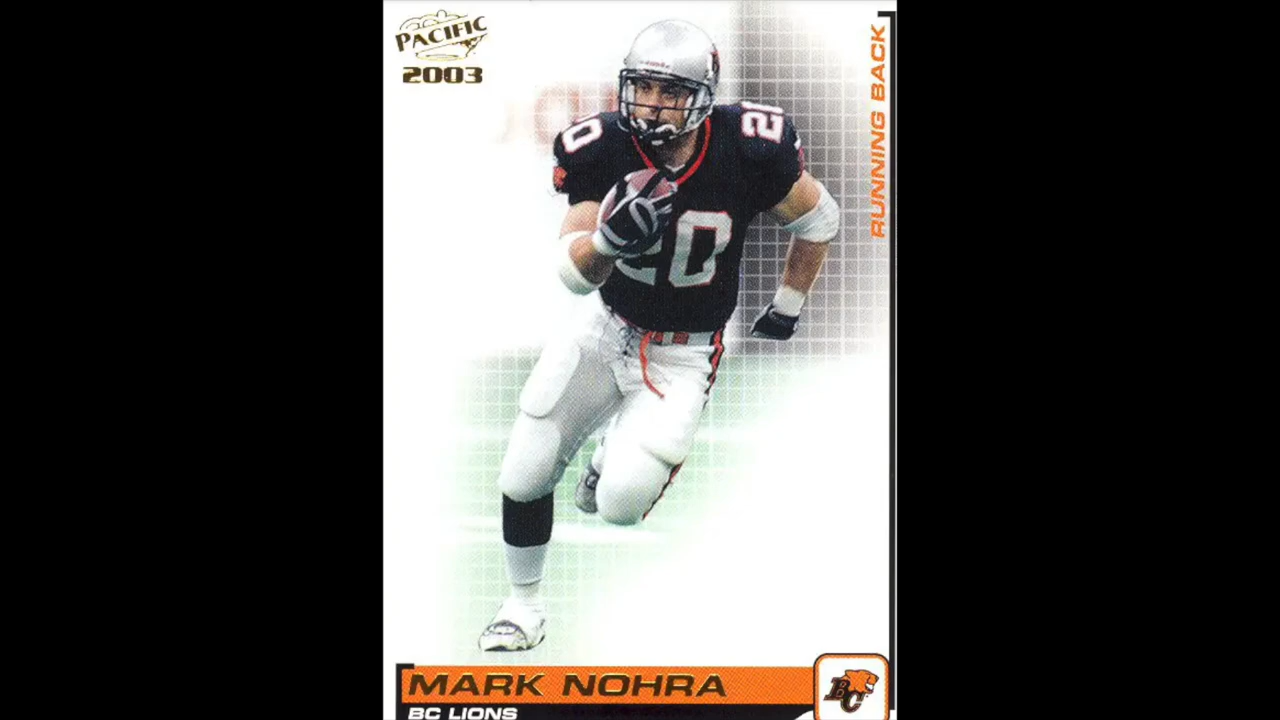 PACIFIC
2003
RUNNING BACK
20
20
20
MARK NOHRA
BC LIONS
BC